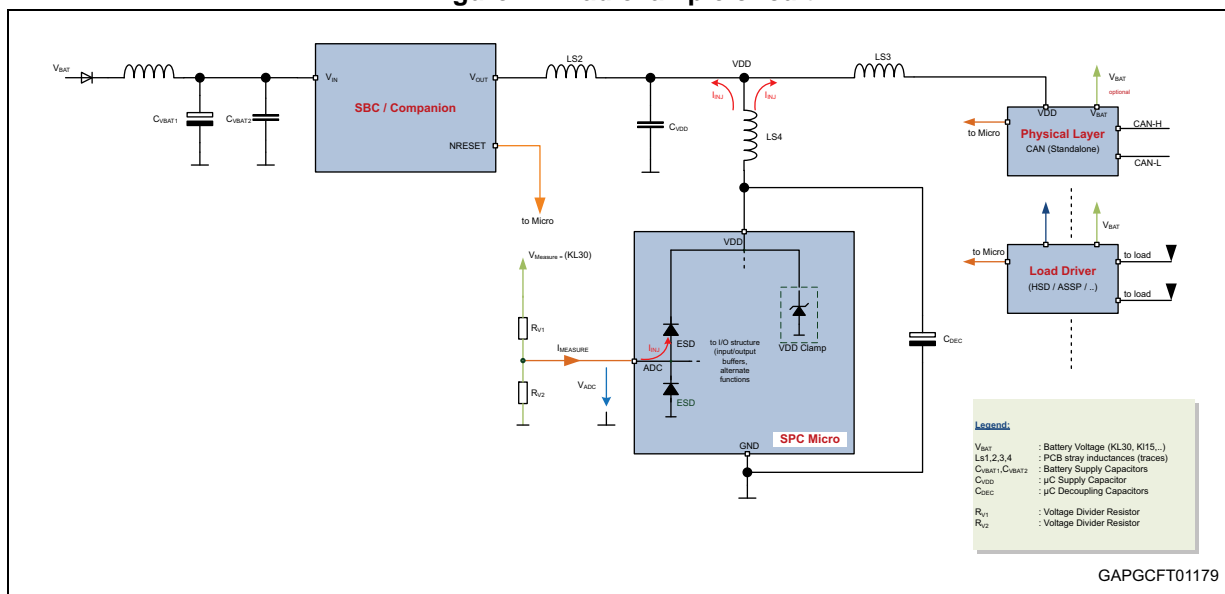 V_BAT
C_VBAT1
C_VBAT2
V_IN
V_OUT
SBC / Companion
NRESET
to Micro
LS2
C_VDD
VDD
I_INJ
I_INJ
LS4
LS3
V_BAT
optional
to Micro
VDD
V_BAT
Physical Layer
CAN (Standalone)
CAN-H
CAN-L
V_BAT
to Micro
Load Driver
(HSD / ASSP / ..)
to load
to load
V_Measure = (KL30)
R_V1
R_V2
I_MEASURE
V_ADC
VDD
I_INJ
ESD
ADC
ESD
to I/O structure
(input/output
buffers,
alternate
functions
VDD Clamp
SPC Micro
GND
C_DEC
Legend:
V_BAT : Battery Voltage (KL30, Kl15,..)
Ls1,2,3,4 : PCB stray inductances (traces)
C_VBAT1,C_VBAT2 : Battery Supply Capacitors
C_VDD : µC Supply Capacitor
C_DEC : µC Decoupling Capacitors
R_V1 : Voltage Divider Resistor
R_V2 : Voltage Divider Resistor
GAPGCFT01179